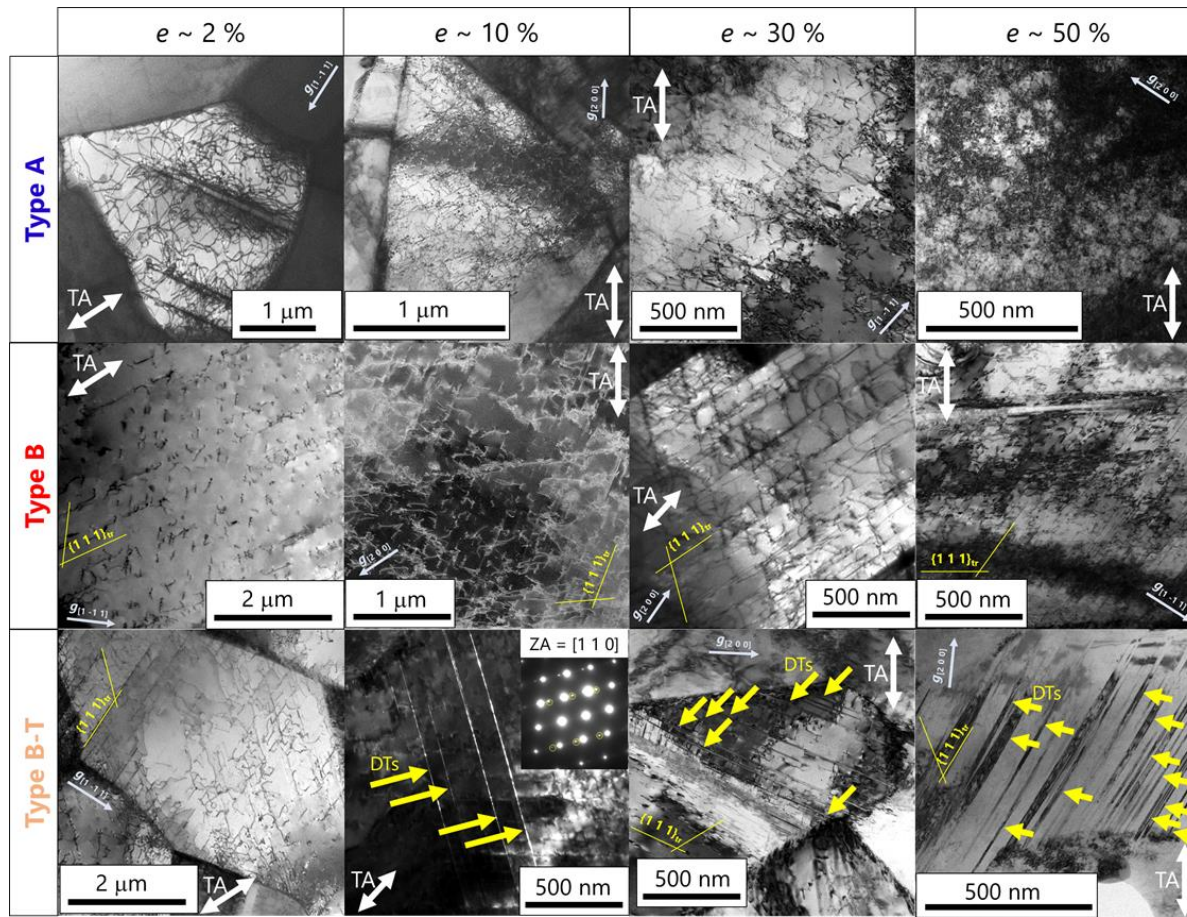 e ~ 2 %
e ~ 10 %
e ~ 30 %
e ~ 50 %
Type A
g[1 -1 1]
TA
1 μm
g[2 0 0]
TA
1 μm
TA
g[1 -1 1]
500 nm
g[2 0 0]
TA
500 nm
Type B
TA
{1 1 1}tr
g[1 -1 1]
2 μm
TA
g[2 0 0]
{1 1 1}tr
1 μm
TA
{1 1 1}tr
g[2 0 0]
500 nm
TA
{1 1 1}tr
g[1 -1 1]
500 nm
Type B-T
{1 1 1}tr
g[1 -1 1]
TA
2 μm
ZA = [1 1 0]
DTs
TA
500 nm
g[2 0 0]
DTs
TA
{1 1 1}tr
500 nm
g[2 0 0]
DTs
{1 1 1}tr
TA
500 nm